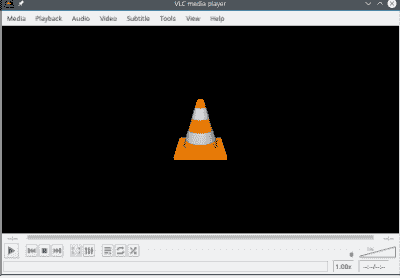 VLC media player
Media Playback Audio Video Subtitle Tools View Help
--:-- --:--
1.00x --:--/--:--